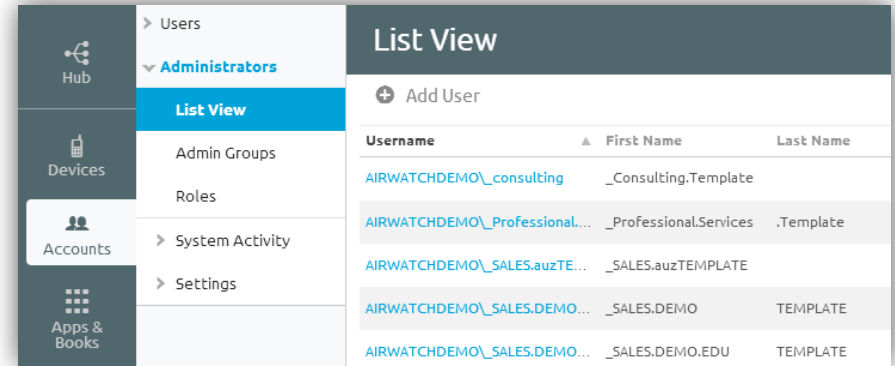 Hub
Devices
Accounts
Apps &
Books
Users
Administrators
List View
Admin Groups
Roles
System Activity
Settings
List View
Add User
Username First Name Last Name
AIRWATCHDEMO\_consulting _Consulting.Template
AIRWATCHDEMO\_Professional.... _Professional.Services .Template
AIRWATCHDEMO\_SALES.auzTE... _SALES.auzTEMPLATE
AIRWATCHDEMO\_SALES.DEMO... _SALES.DEMO TEMPLATE
AIRWATCHDEMO\_SALES.DEMO... _SALES.DEMO.EDU TEMPLATE